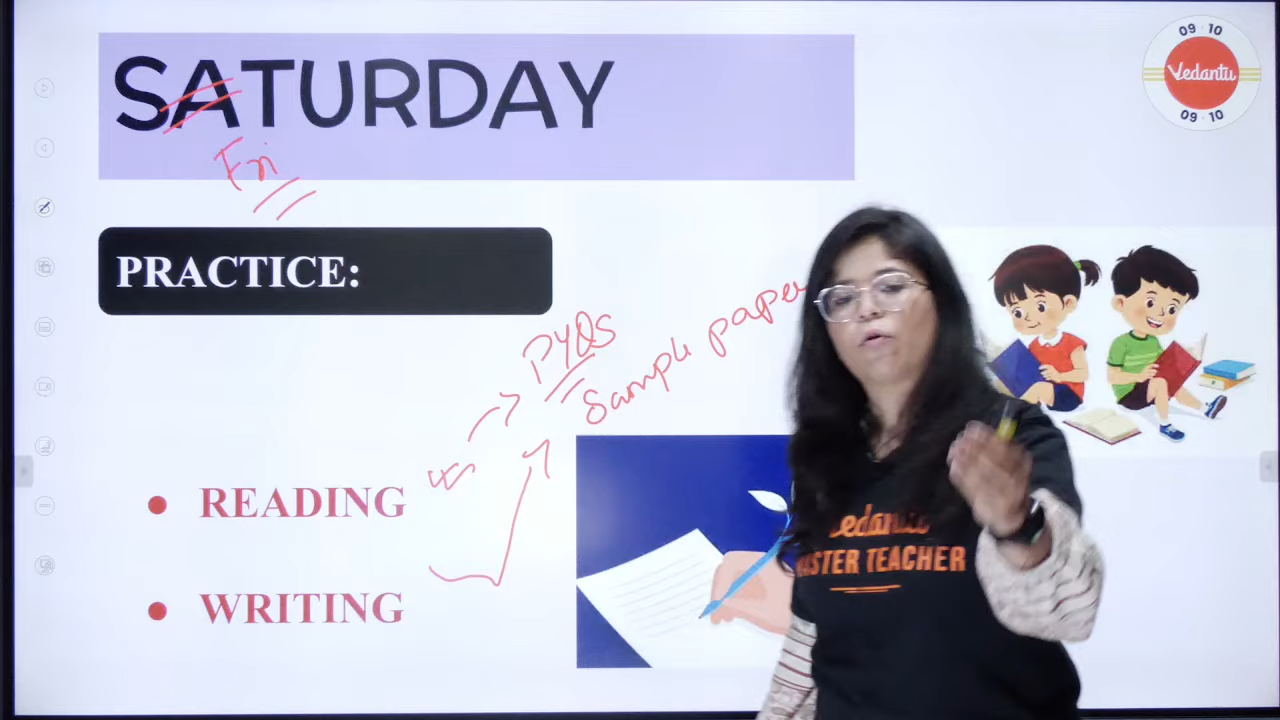 SATURDAY
Fri
09 · 10
Vedantu
09 · 10
PRACTICE:
PYQS
Sample paper
• READING
• WRITING
Vedantu
MASTER TEACHER